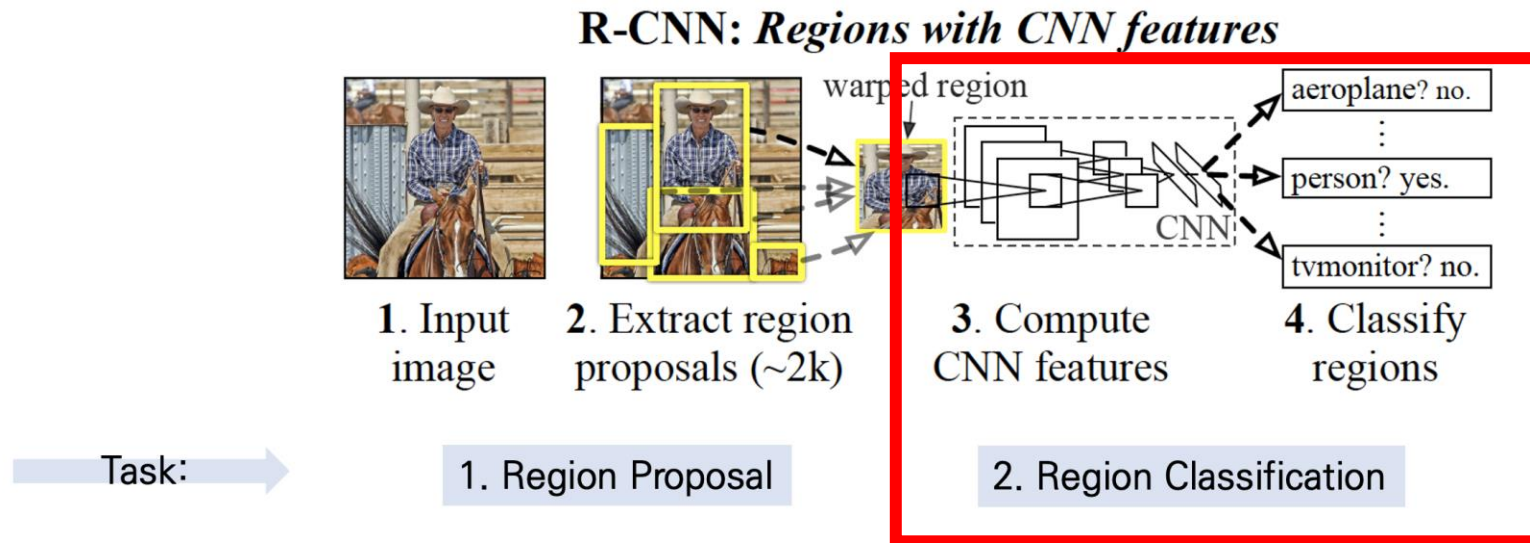 R-CNN: Regions with CNN features
warped region
aeroplane? no.
⋮
person? yes.
⋮
tvmonitor? no.
CNN
1. Input
image
2. Extract region
proposals (~2k)
3. Compute
CNN features
4. Classify
regions
Task:
1. Region Proposal
2. Region Classification